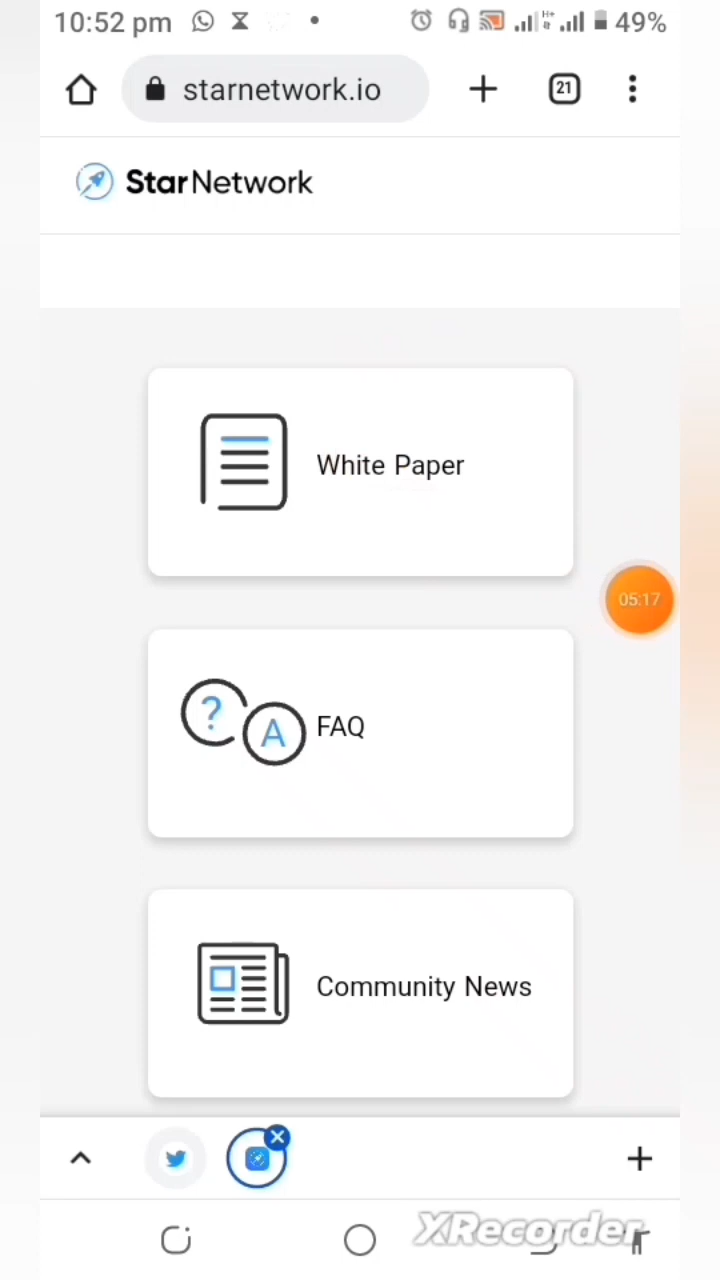 10:52 pm
H+
49%
starnetwork.io
21
StarNetwork
White Paper
05:17
? A
FAQ
Community News
XRecorder